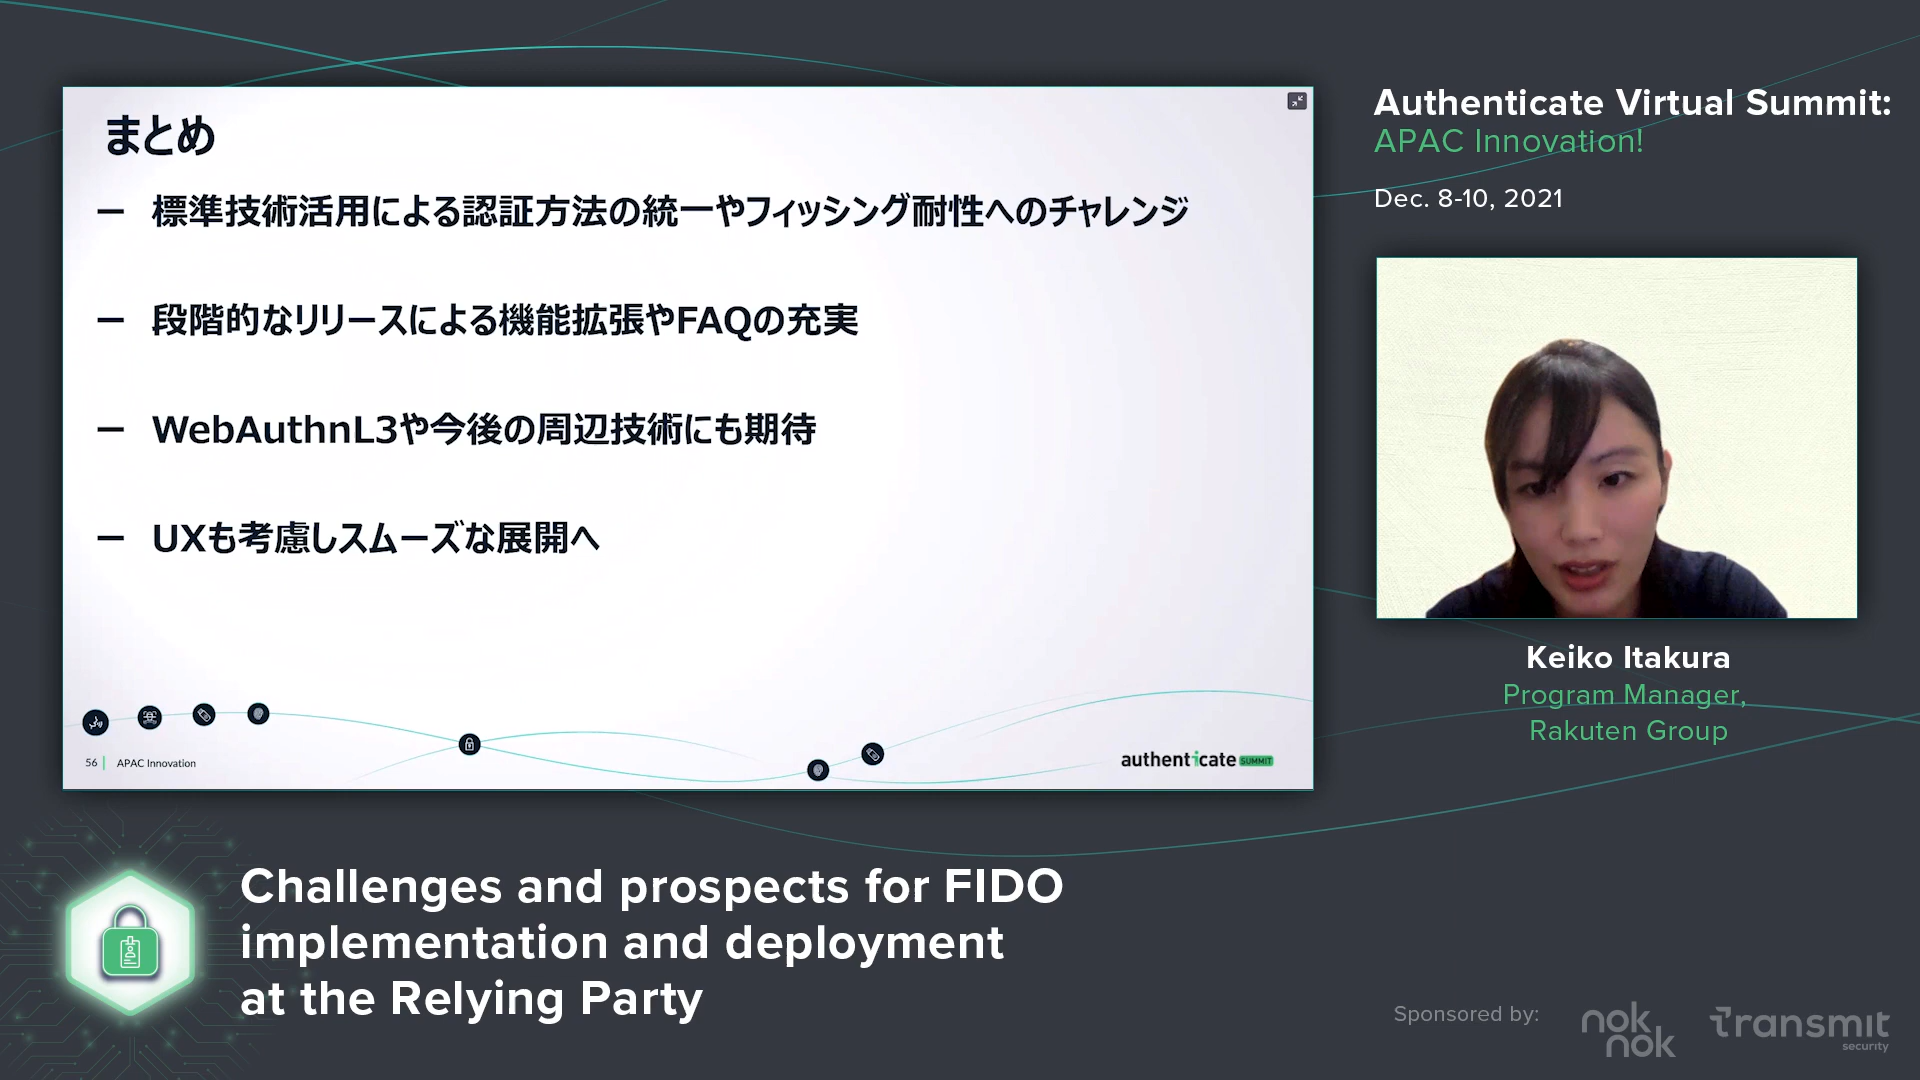 まとめ
― 標準技術活用による認証方法の統一やフィッシング耐性へのチャレンジ
― 段階的なリリースによる機能拡張やFAQの充実
― WebAuthnL3や今後の周辺技術にも期待
― UXも考慮しスムーズな展開へ
56 | APAC Innovation
authenticate SUMMIT
Authenticate Virtual Summit:
APAC Innovation!
Dec. 8-10, 2021
Keiko Itakura
Program Manager,
Rakuten Group
Challenges and prospects for FIDO
implementation and deployment
at the Relying Party
Sponsored by:
nok
nok
Transmit
security